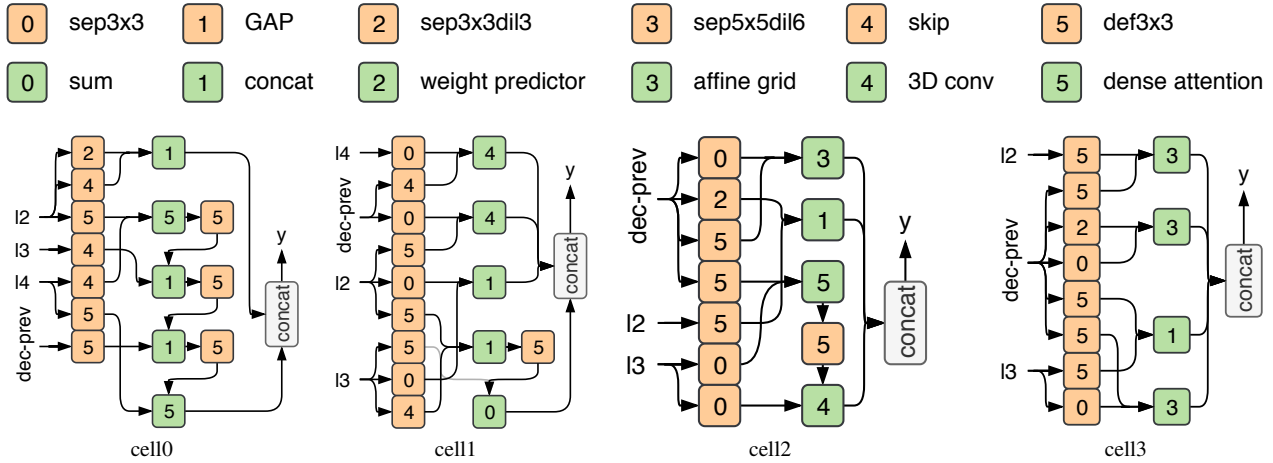 0 sep3x3 1 GAP 2 sep3x3dil3 3 sep5x5dil6 4 skip 5 def3x3
0 sum 1 concat 2 weight predictor 3 affine grid 4 3D conv 5 dense attention
l2
l3
l4
dec-prev
2
4
5
4
4
5
5
1
5
5
1
5
1
5
5
concat
y
cell0
l4
dec-prev
l2
l3
0
4
0
5
0
5
5
0
4
4
4
1
1
5
0
concat
y
cell1
dec-prev
l2
l3
0
2
5
5
5
0
0
3
1
5
5
4
concat
y
cell2
l2
dec-prev
l3
5
5
2
0
5
5
5
0
3
3
1
3
concat
y
cell3